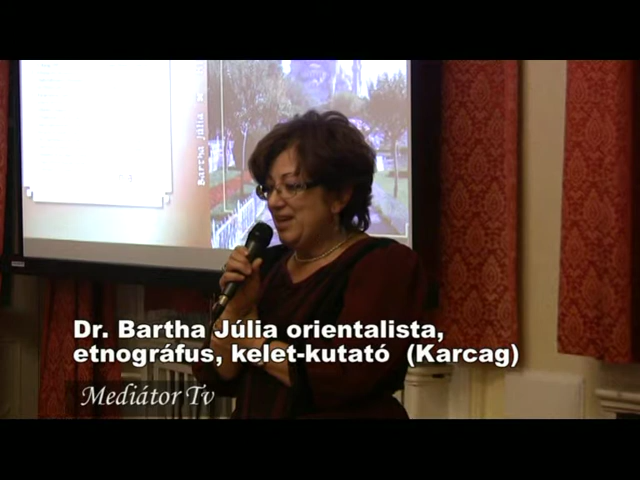 Bartha Júlia
Dr. Bartha Júlia orientalista,
etnográfus, kelet-kutató (Karcag)
Mediátor Tv